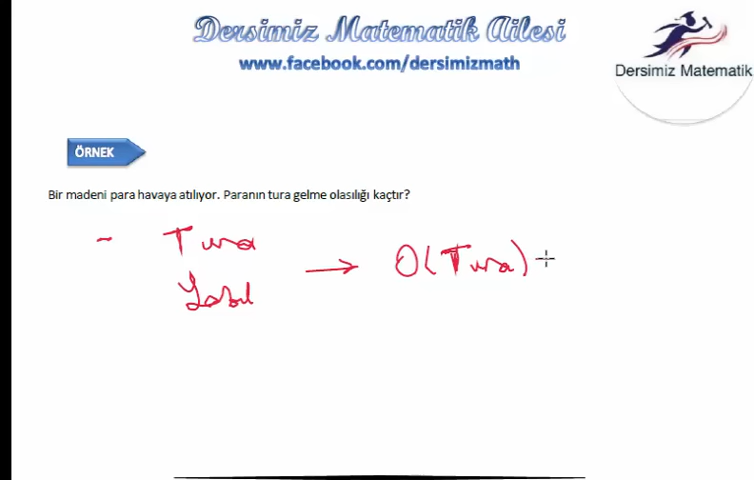 Dersimiz Matematik Ailesi
www.facebook.com/dersimizmath
Dersimiz Matematik
ÖRNEK
Bir madeni para havaya atılıyor. Paranın tura gelme olasılığı kaçtır?
- Tura
Yazı
→ O(Tura)